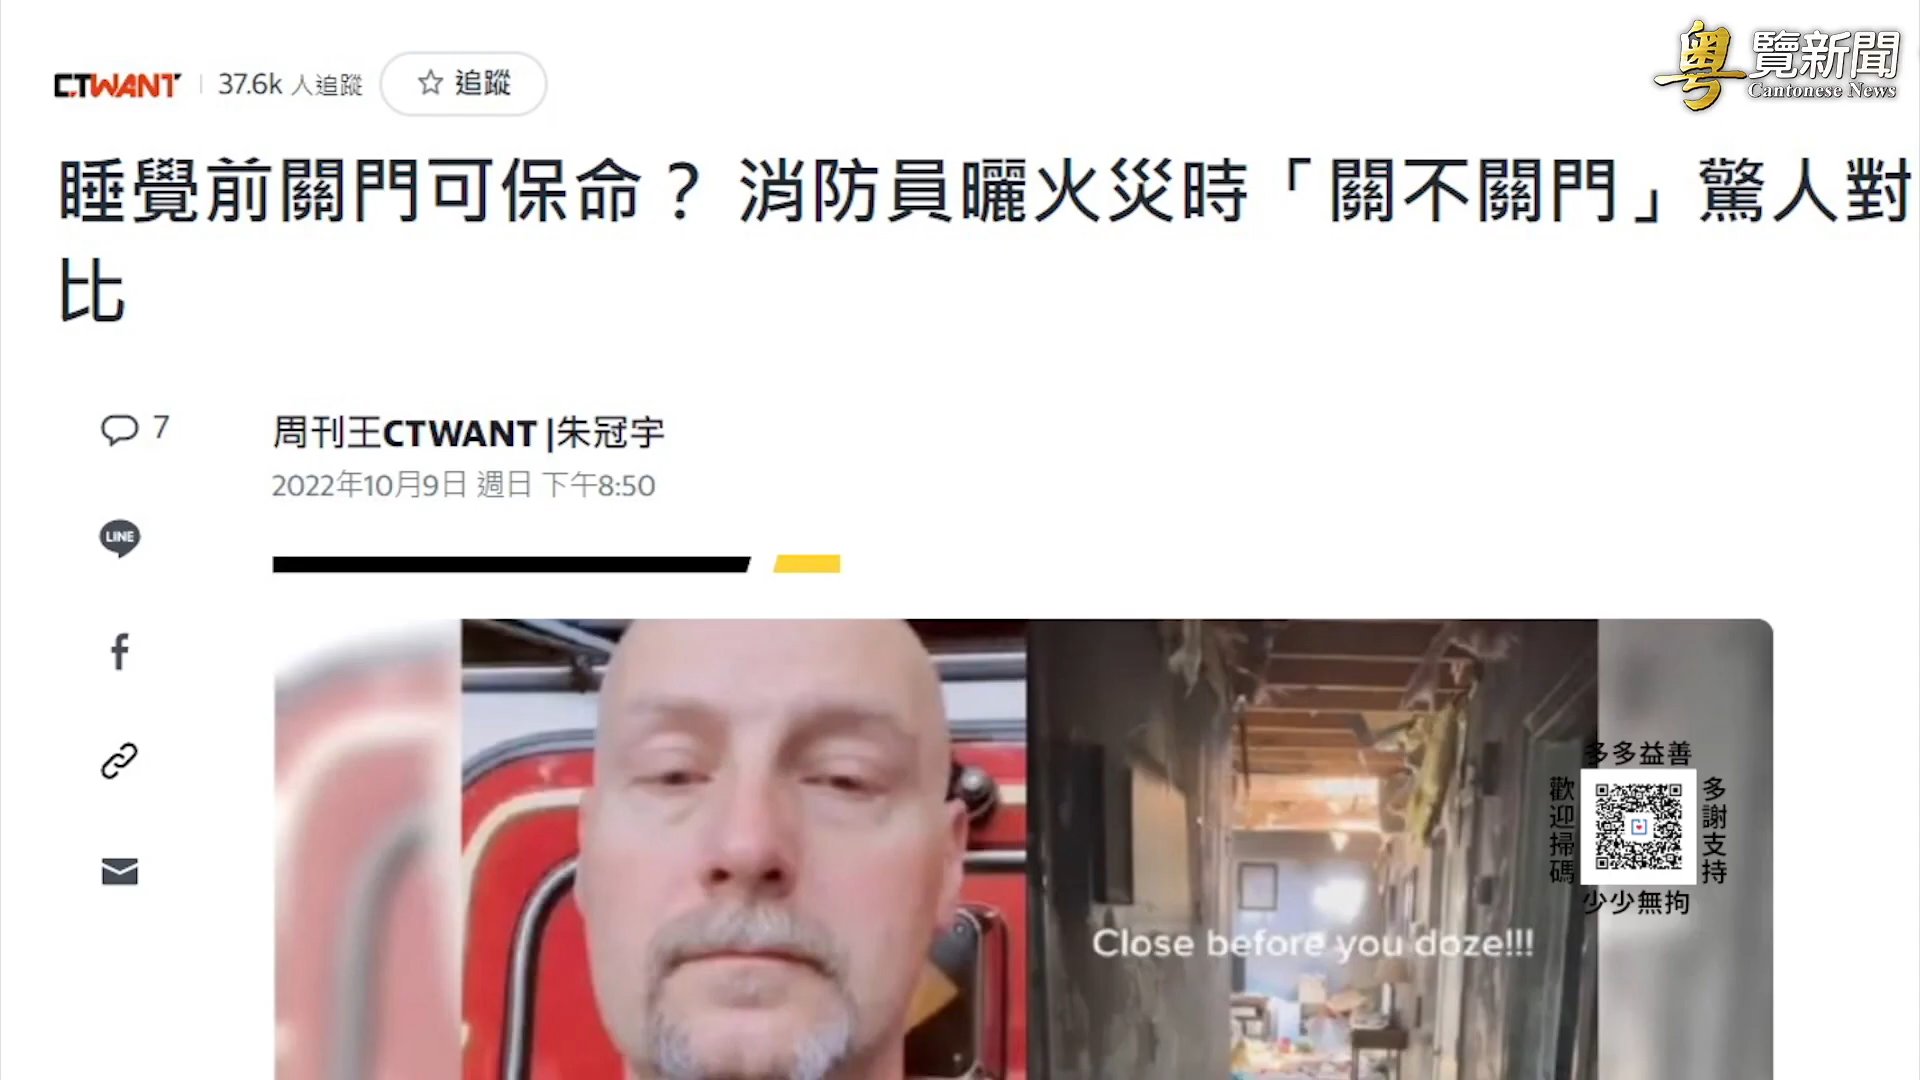 CTWANT 37.6k 人追蹤 追蹤
粵覽新聞
Cantonese News
睡覺前關門可保命？ 消防員曬火災時「關不關門」驚人對
比
7
周刊王CTWANT |朱冠宇
2022年10月9日 週日 下午8:50
LINE
Close before you doze!!!
多多益善
歡迎掃碼
多謝支持
少少無拘